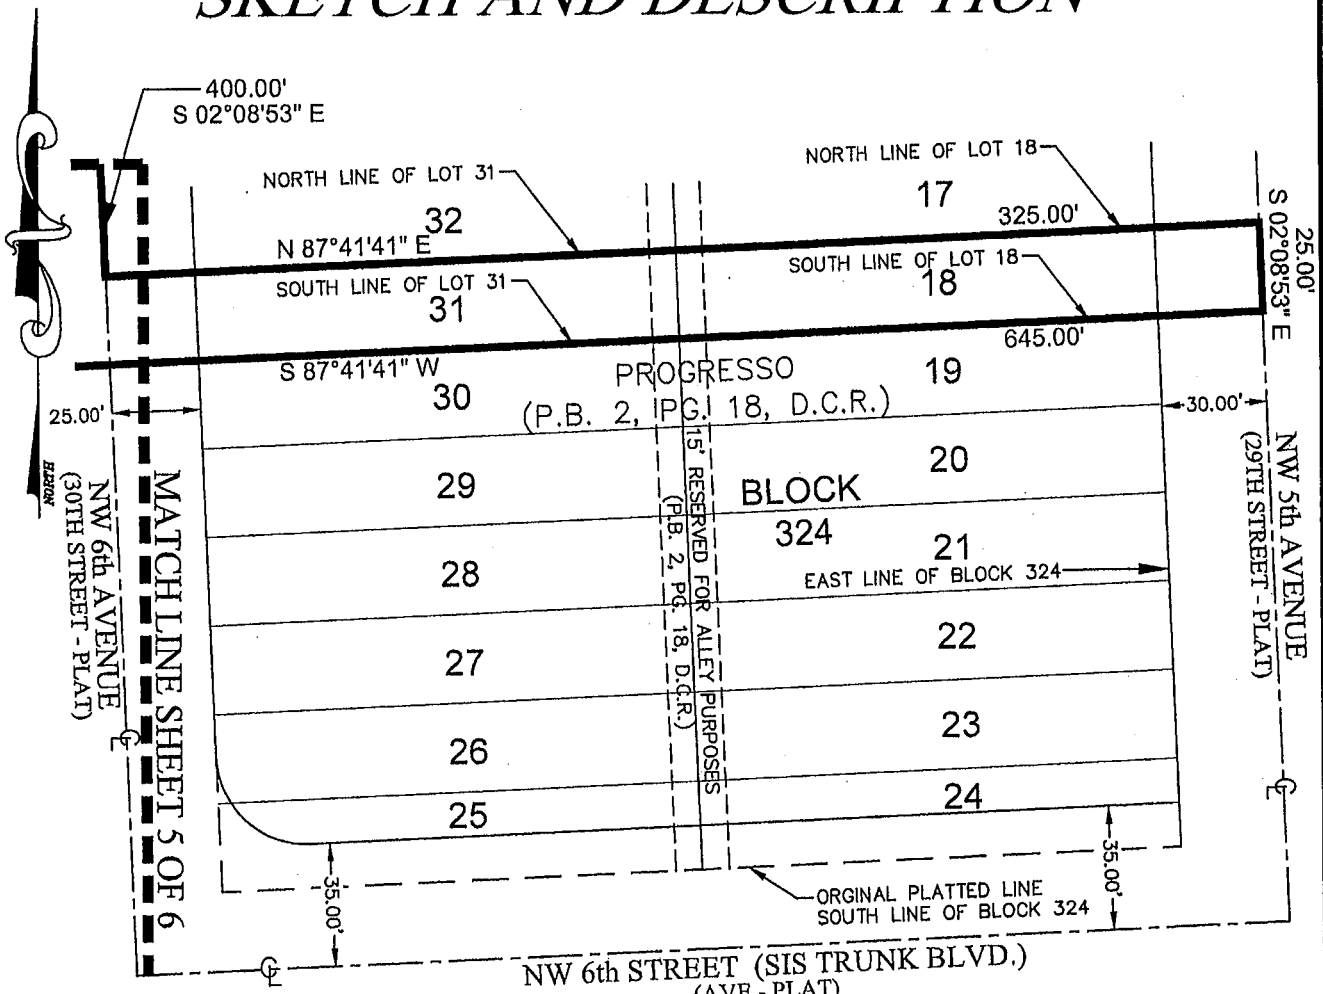 SKETCH AND DESCRIPTION
400.00'
S 02°08'53" E
NORTH LINE OF LOT 31
NORTH LINE OF LOT 18
32
17
325.00'
N 87°41'41" E
SOUTH LINE OF LOT 31
SOUTH LINE OF LOT 18
31
18
S 02°08'53" E
25.00'
645.00'
S 87°41'41" W
30
PROGRESSO
(P.B. 2, PG. 18, D.C.R.)
19
25.00'
30.00'
NORTH
NW 6th AVENUE
(30TH STREET - PLAT)
MATCH LINE SHEET 5 OF 6
29
20
BLOCK
324
15' RESERVED FOR ALLEY PURPOSES
(P.B. 2, PG. 18, D.C.R.)
NW 5th AVENUE
(29TH STREET - PLAT)
28
21
EAST LINE OF BLOCK 324
27
22
26
23
25
24
35.00'
35.00'
ORGINAL PLATTED LINE
SOUTH LINE OF BLOCK 324
CL
CL
CL
NW 6th STREET (SIS TRUNK BLVD.)
(AVE - PLAT)